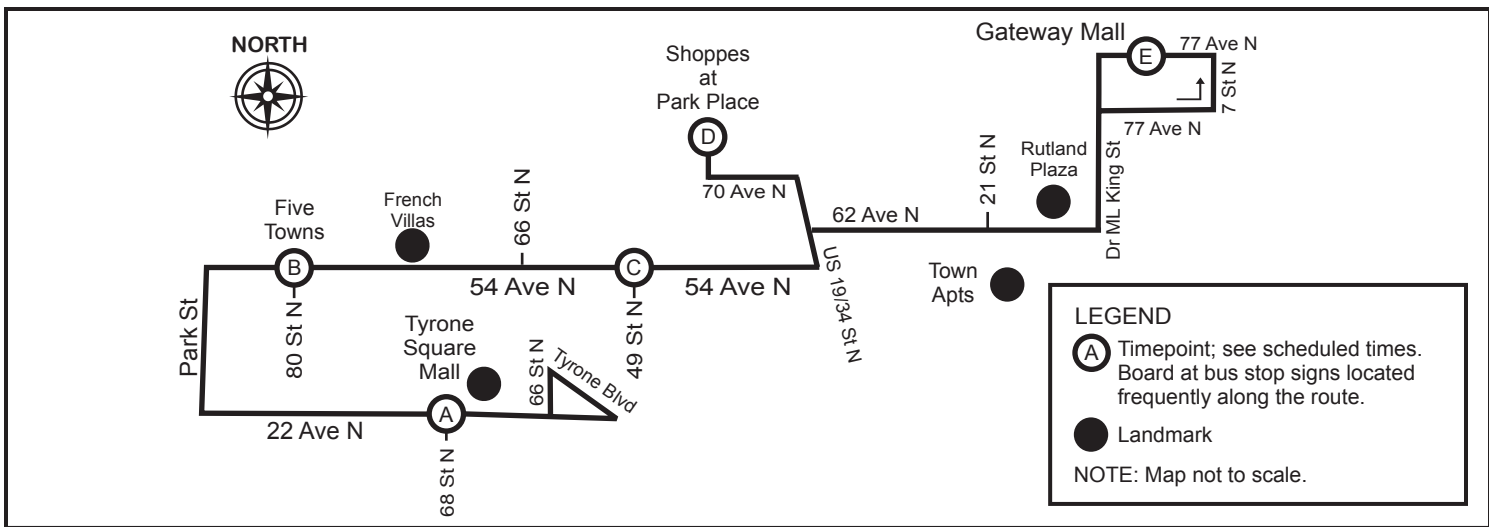 NORTH
Gateway Mall
77 Ave N
E
7 St N
77 Ave N
Shoppes
at
Park Place
D
70 Ave N
Rutland
Plaza
21 St N
62 Ave N
Dr ML King St
66 St N
French
Villas
Five
Towns
B
C
54 Ave N
54 Ave N
US 19/34 St N
Town
Apts
Park St
80 St N
49 St N
Tyrone
Square
Mall
66 St N
Tyrone Blvd
A
22 Ave N
68 St N
LEGEND
A
Timepoint; see scheduled times.
Board at bus stop signs located
frequently along the route.
Landmark
NOTE: Map not to scale.